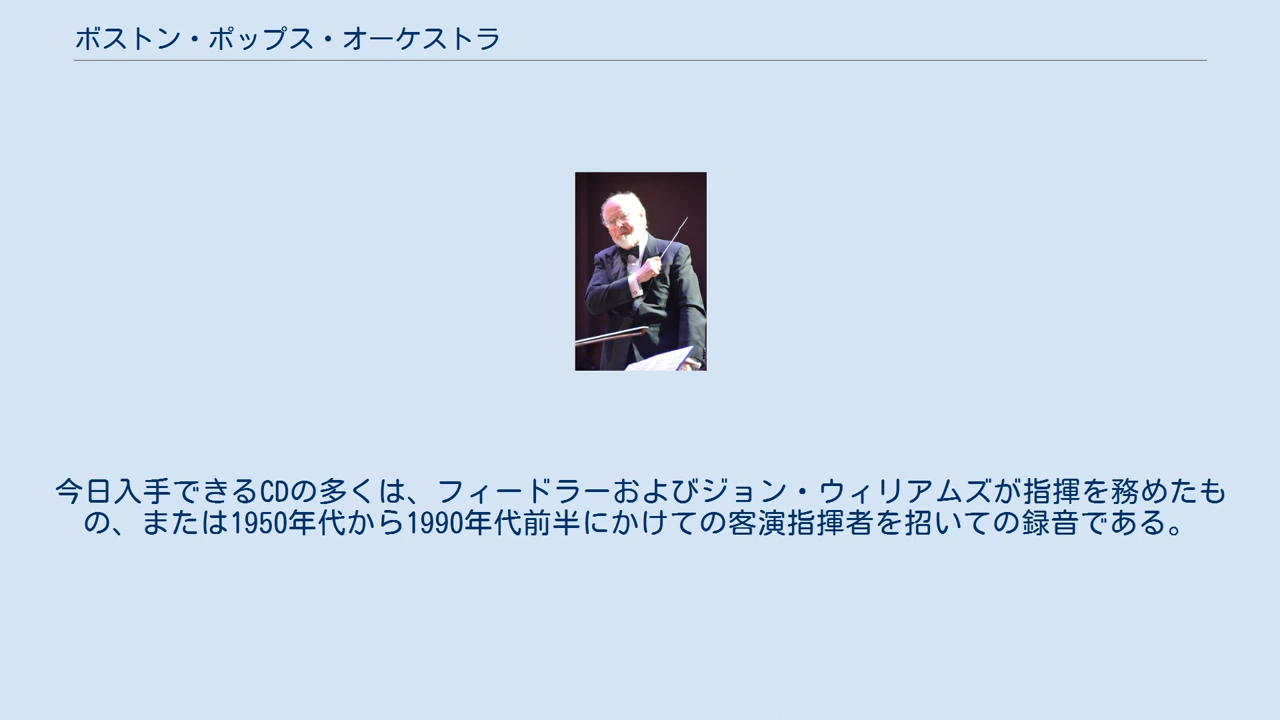 ボストン・ポップス・オーケストラ
今日入手できるCDの多くは、フィードラーおよびジョン・ウィリアムズが指揮を務めたも
の、または1950年代から1990年代前半にかけての客演指揮者を招いての録音である。